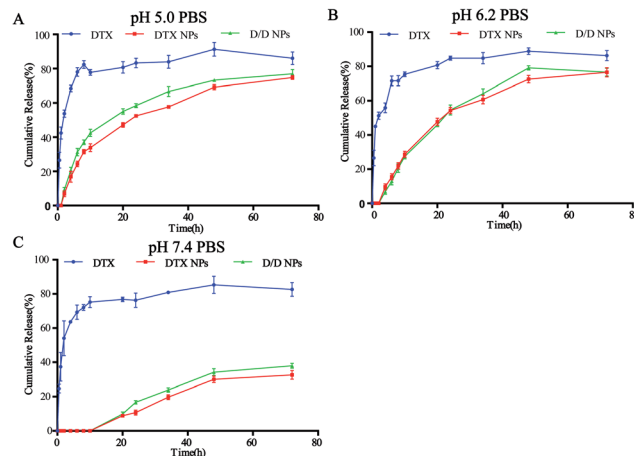 A
pH 5.0 PBS
DTX DTX NPs D/D NPs
Cumulative Release(%)
100
80
60
40
20
0
0 20 40 60 80
Time(h)
B
pH 6.2 PBS
DTX DTX NPs D/D NPs
Cumulative Release(%)
100
80
60
40
20
0
0 20 40 60 80
Time(h)
C
pH 7.4 PBS
DTX DTX NPs D/D NPs
Cumulative Release(%)
100
80
60
40
20
0
0 20 40 60 80
Time(h)